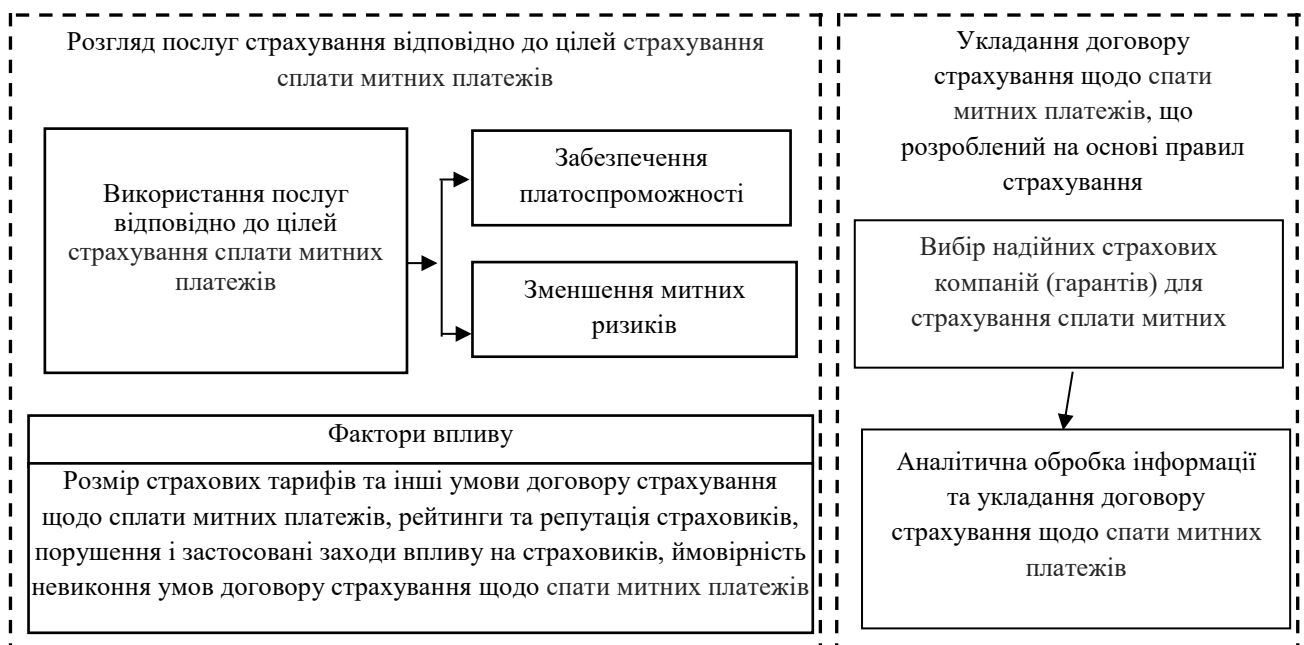 Розгляд послуг страхування відповідно до цілей страхування
сплати митних платежів
Використання послуг
відповідно до цілей
страхування сплати митних
платежів
Забезпечення
платоспроможності
Зменшення митних
ризиків
Фактори впливу
Розмір страхових тарифів та інші умови договору страхування
щодо сплати митних платежів, рейтинги та репутація страховиків,
порушення і застосовані заходи впливу на страховиків, ймовірність
невиконня умов договору страхування щодо спати митних платежів
Укладання договору
страхування щодо спати
митних платежів, що
розроблений на основі правил
страхування
Вибір надійних страхових
компаній (гарантів) для
страхування сплати митних
Аналітична обробка інформації
та укладання договору
страхування щодо спати митних
платежів